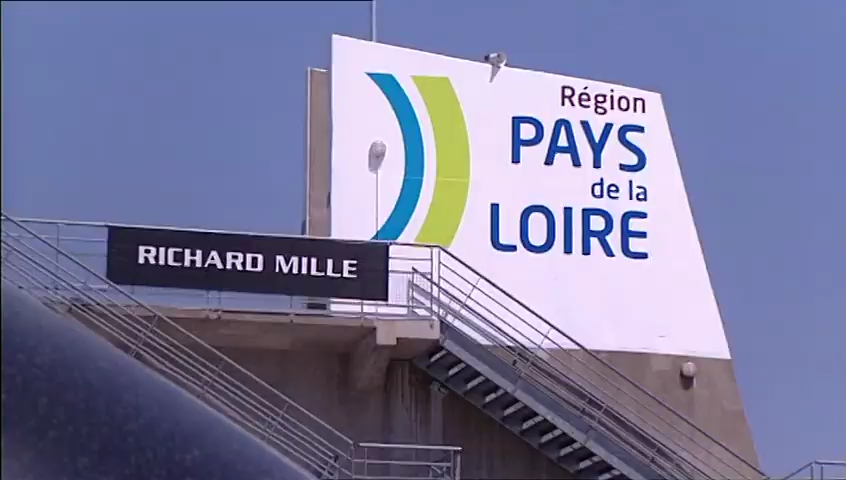 Région
PAYS
de la
LOIRE
RICHARD MILLE